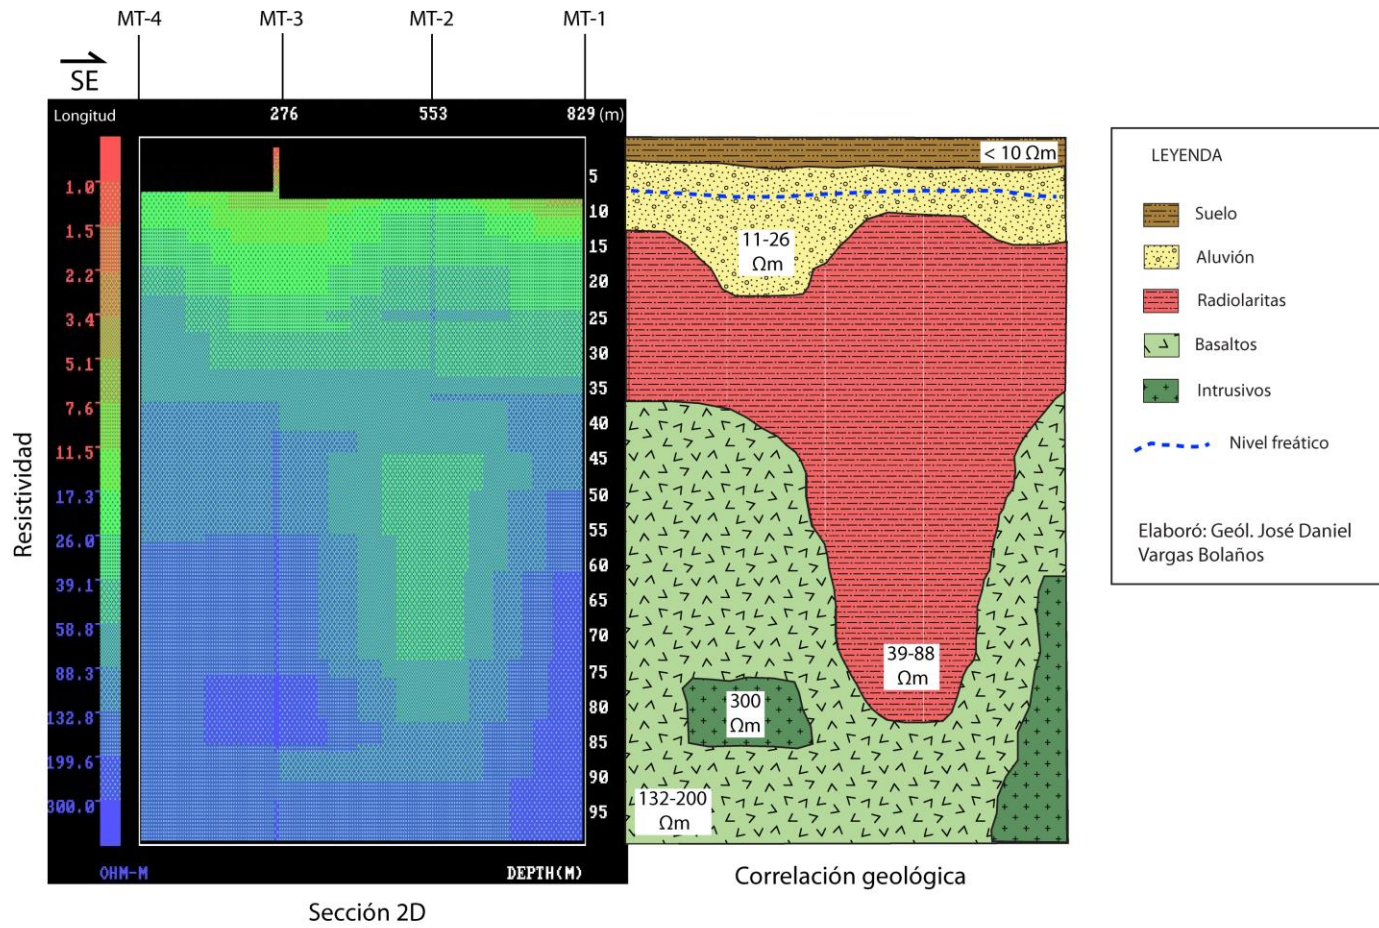 MT-4 MT-3 MT-2 MT-1
SE
Longitud 276 553 829 (m)
Resistividad
1.0
1.5
2.2
3.4
5.1
7.6
11.5
17.3
26.0
39.1
58.8
88.3
132.8
199.6
300.0
OHM-M
5
10
15
20
25
30
35
40
45
50
55
60
65
70
75
80
85
90
95
DEPTH(M)
Sección 2D
< 10 Ωm
11-26
Ωm
39-88
Ωm
300
Ωm
132-200
Ωm
Correlación geológica
LEYENDA
Suelo
Aluvión
Radiolaritas
Basaltos
Intrusivos
Nivel freático
Elaboró: Geól. José Daniel
Vargas Bolaños